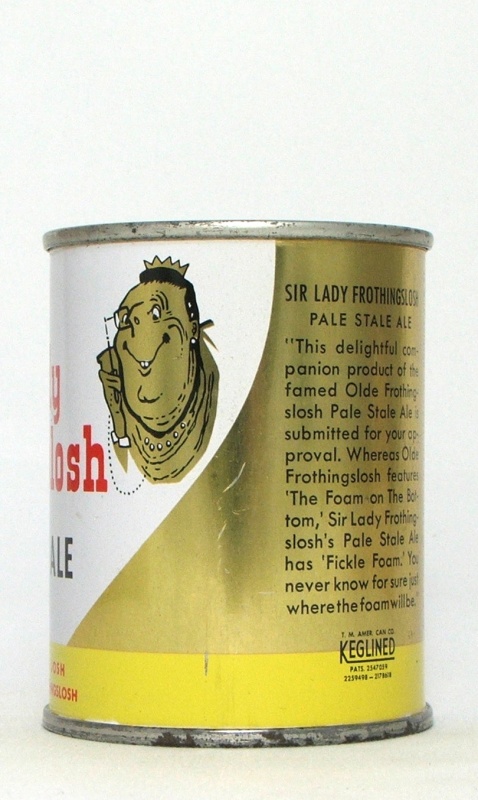 y
losh
ALE
OSH
NGSLOSH
SIR LADY FROTHINGSLOSH
PALE STALE ALE
"This delightful com-
panion product of the
famed Olde Frothing-
slosh Pale Stale Ale is
submitted for your ap-
proval. Whereas Olde
Frothingslosh features
'The Foam on The Bot-
tom,' Sir Lady Frothing-
slosh's Pale Stale Ale
has 'Fickle Foam.' You
never know for sure just
where the foam will be."
T. M. AMER CAN CO.
KEGLINED
PATS. 2547059
2259498 — 2178618